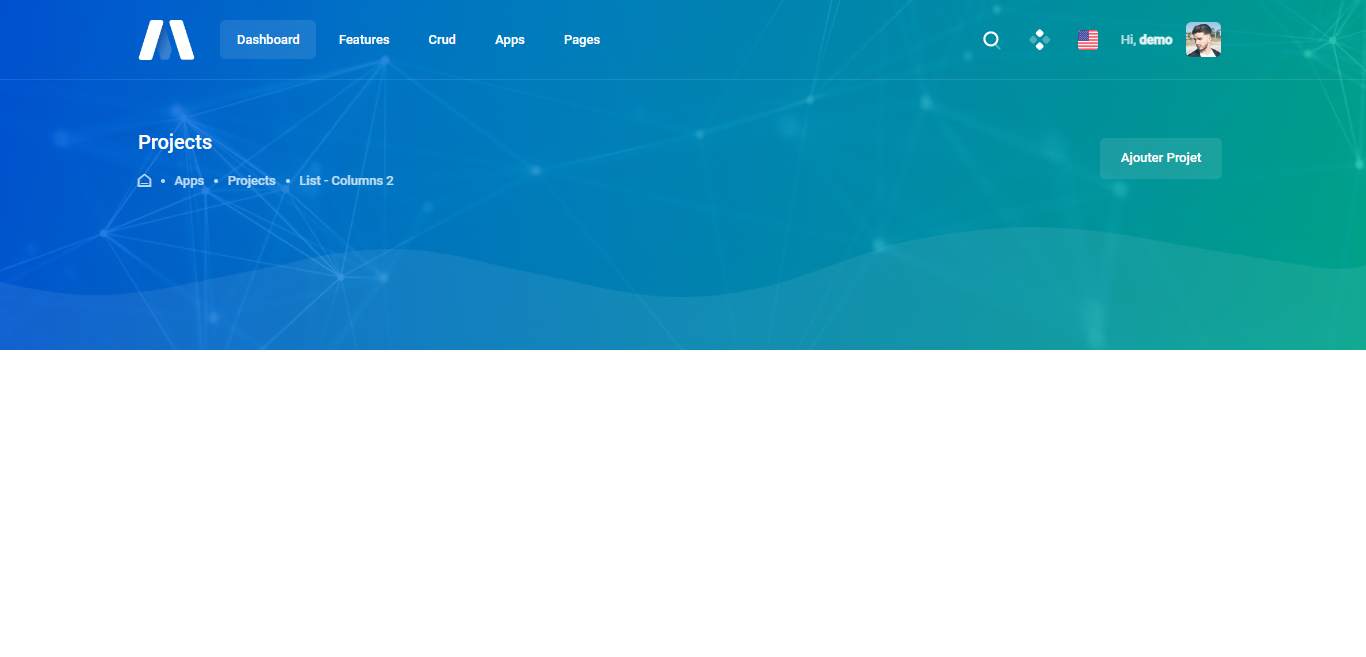 Dashboard Features Crud Apps Pages Hi, demo
Projects
Ajouter Projet
Apps • Projects • List - Columns 2